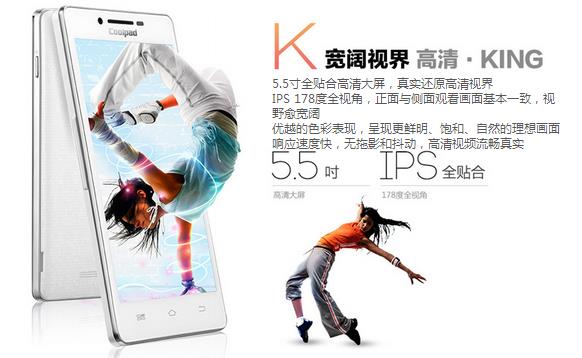 Coolpad
K 宽阔视界 高清·KING
5.5寸全贴合高清大屏，真实还原高清视界
IPS 178度全视角，正面与侧面观看画面基本一致，视
野愈宽阔
优越的色彩表现，呈现更鲜明、饱和、自然的理想画面
响应速度快，无拖影和抖动，高清视频流畅真实
5.5 吋 IPS 全贴合
高清大屏 178度全视角